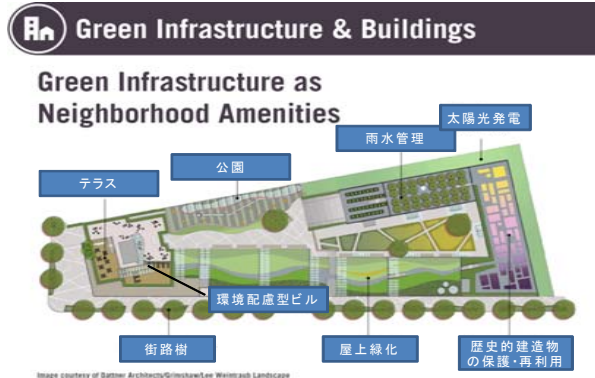 Green Infrastructure & Buildings
Green Infrastructure as
Neighborhood Amenities
太陽光発電
雨水管理
公園
テラス
環境配慮型ビル
街路樹
屋上緑化
歴史的建造物
の保護・再利用
Image courtesy of Dattner Architects/Grimshaw/Lee Weintraub Landscape